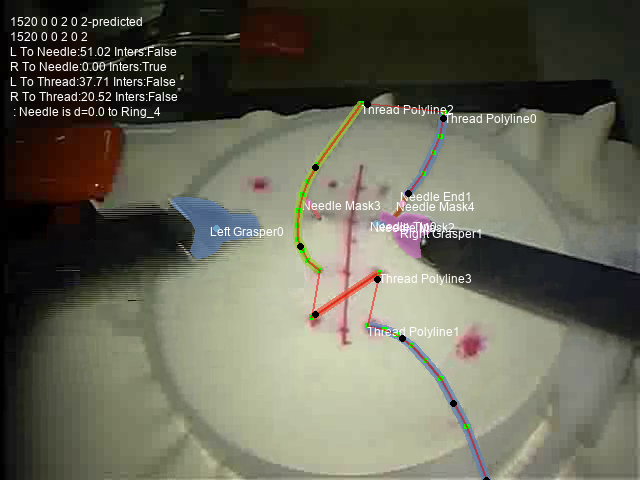 1520 0 0 2 0 2-predicted
1520 0 0 2 0 2
L To Needle:51.02 Inters:False
R To Needle:0.00 Inters:True
L To Thread:37.71 Inters:False
R To Thread:20.52 Inters:False
: Needle is d=0.0 to Ring_4
Thread Polyline2
Thread Polyline0
Needle End1
Needle Mask3
Needle Mask4
Left Grasper0
Right Grasper1
Thread Polyline3
Thread Polyline1